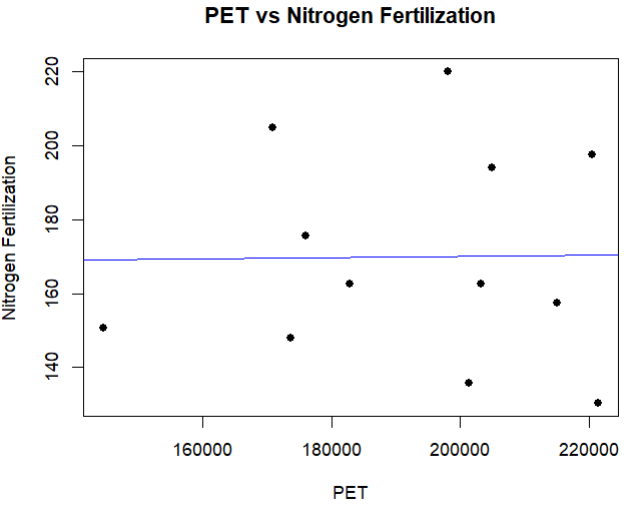 PET vs Nitrogen Fertilization
Nitrogen Fertilization
220
200
180
160
140
160000 180000 200000 220000
PET